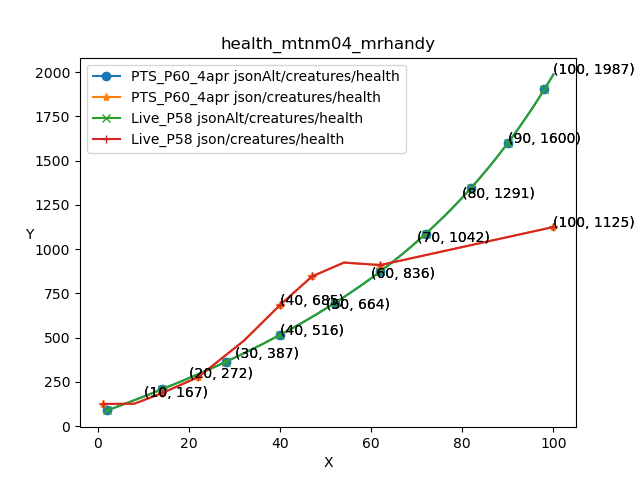 health_mtnm04_mrhandy
PTS_P60_4apr jsonAlt/creatures/health
PTS_P60_4apr json/creatures/health
Live_P58 jsonAlt/creatures/health
Live_P58 json/creatures/health
2000
1750
1500
1250
1000
750
500
250
0
Y
(100, 1987)
(90, 1600)
(80, 1291)
(100, 1125)
(70, 1042)
(60, 836)
(40, 685)
(50, 664)
(40, 516)
(30, 387)
(20, 272)
(10, 167)
0 20 40 60 80 100
X